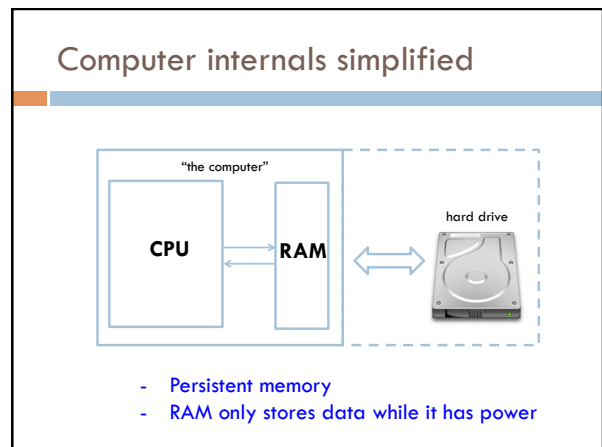 Computer internals simplified
“the computer”
CPU
RAM
hard drive
- Persistent memory
- RAM only stores data while it has power